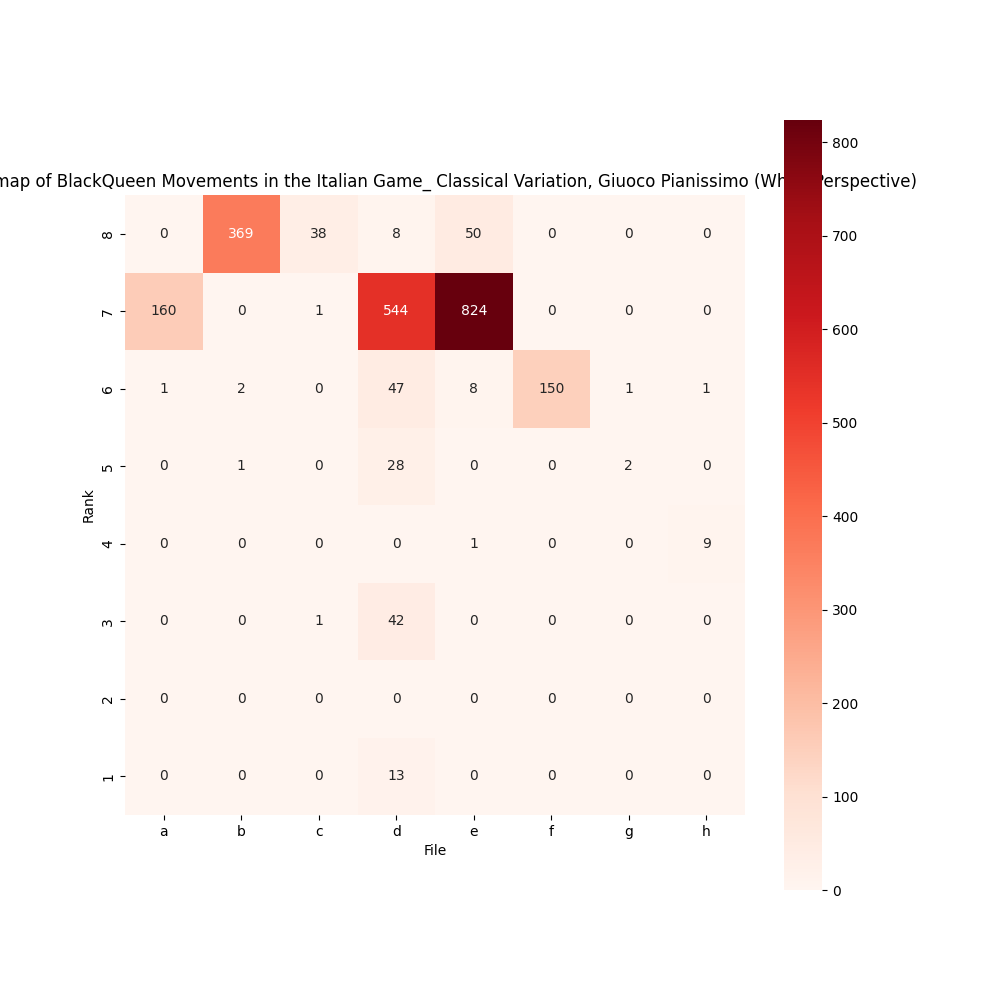 map of BlackQueen Movements in the Italian Game_ Classical Variation, Giuoco Pianissimo (Wh Perspective)
8 0 369 38 8 50 0 0 0
7 160 0 1 544 824 0 0 0
6 1 2 0 47 8 150 1 1
5 0 1 0 28 0 0 2 0
4 0 0 0 0 1 0 0 9
3 0 0 1 42 0 0 0 0
2 0 0 0 0 0 0 0 0
1 0 0 0 13 0 0 0 0
a b c d e f g h
Rank
File
800
700
600
500
400
300
200
100
0